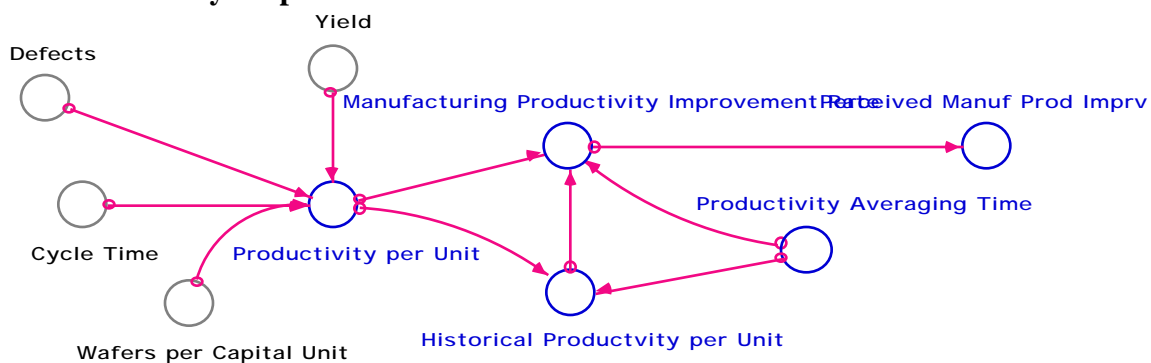 Yield
Defects
Manufacturing Productivity Improvement Rate
Perceived Manuf Prod Imprv
Productivity Averaging Time
Cycle Time
Productivity per Unit
Historical Productvity per Unit
Wafers per Capital Unit